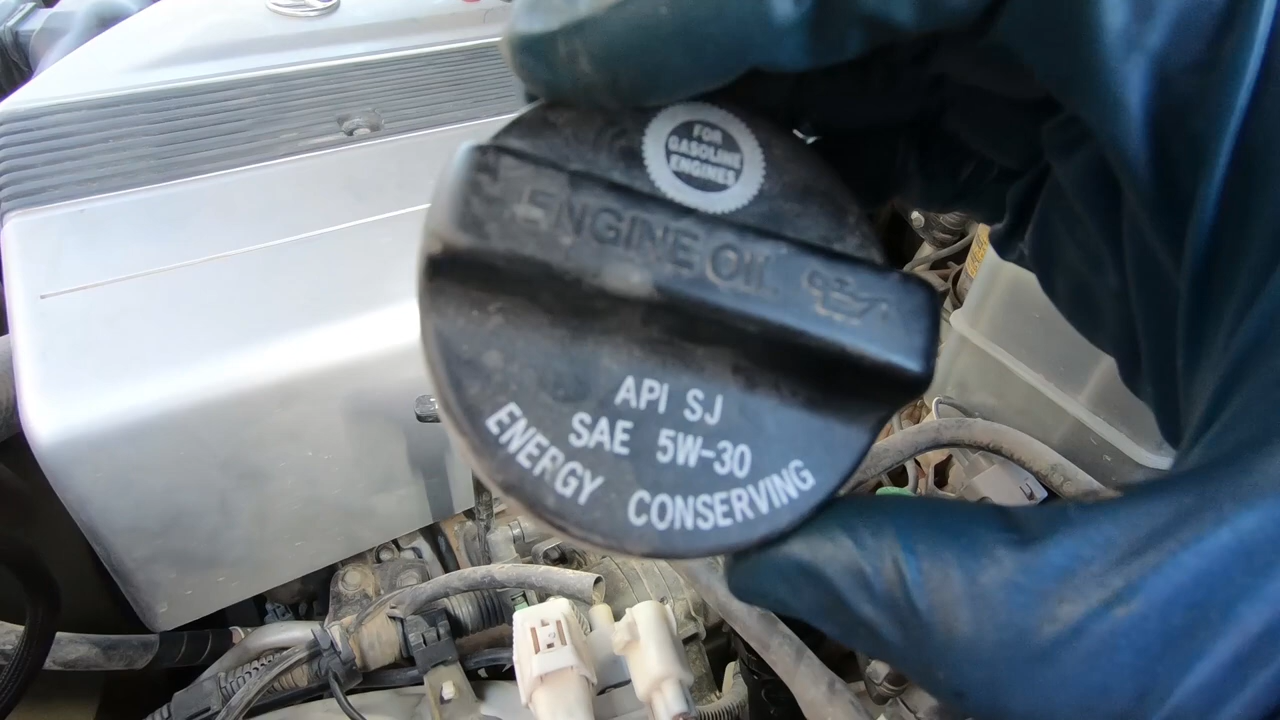 FOR
GASOLINE
ENGINES
ENGINE OIL
API SJ
SAE 5W-30
ENERGY CONSERVING